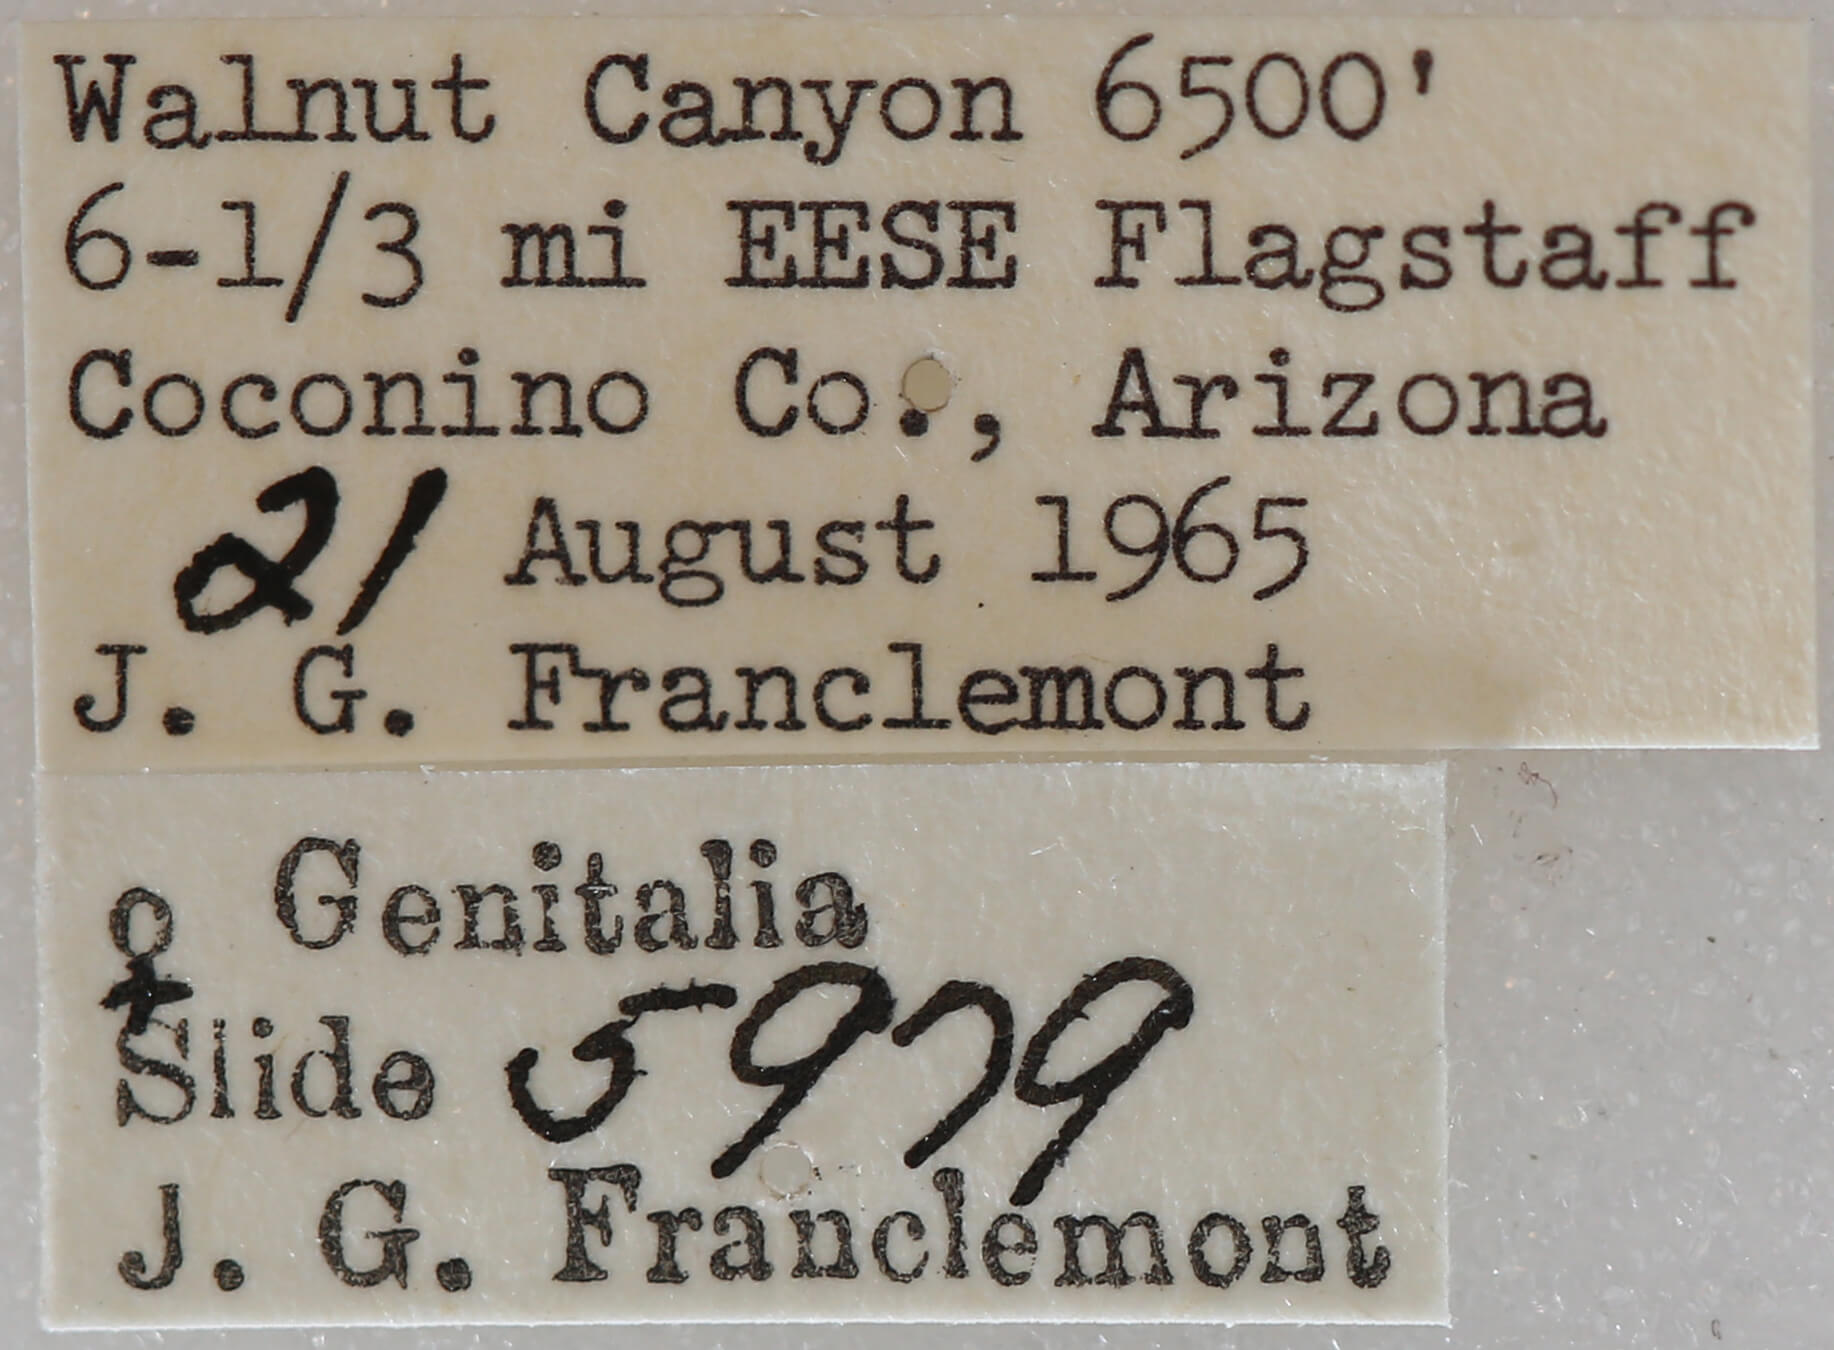 Walnut Canyon 6500'
6-1/3 mi EESE Flagstaff
Coconino Co., Arizona
21 August 1965
J. G. Franclemont
♀ Genitalia
Slide 5979
J. G. Franclemont